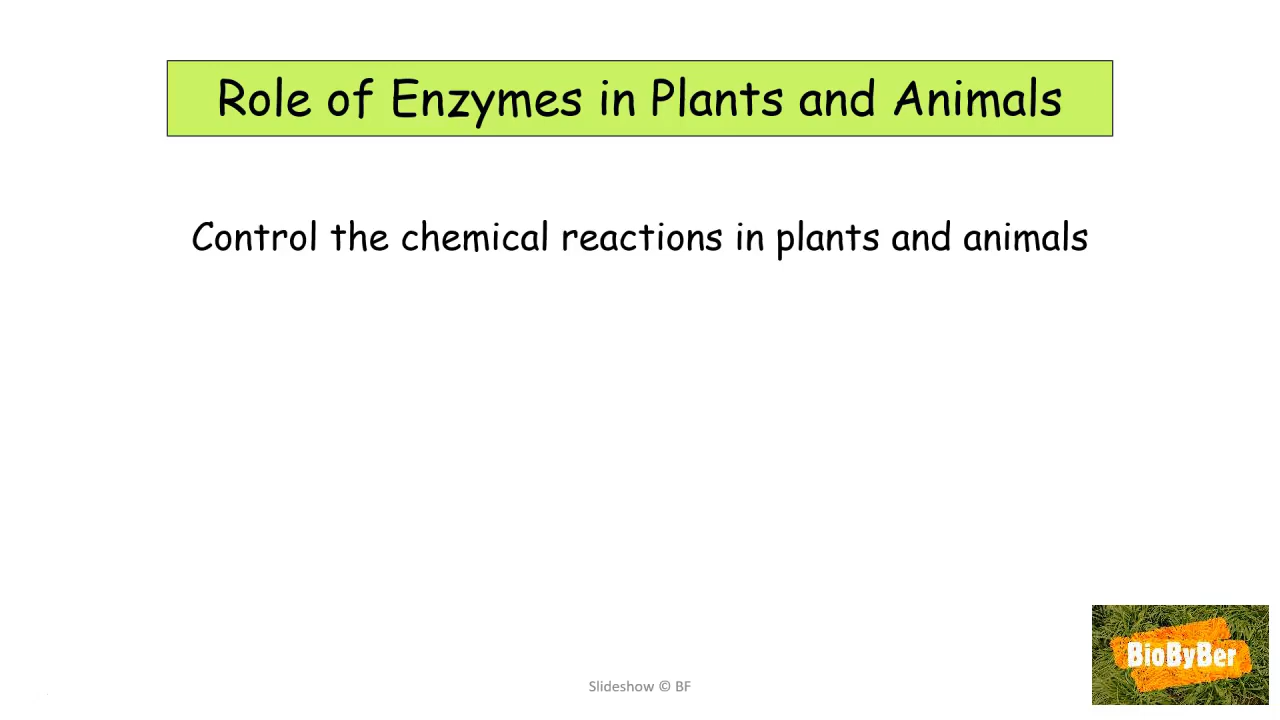 Role of Enzymes in Plants and Animals
Control the chemical reactions in plants and animals
BioByBer
Slideshow © BF